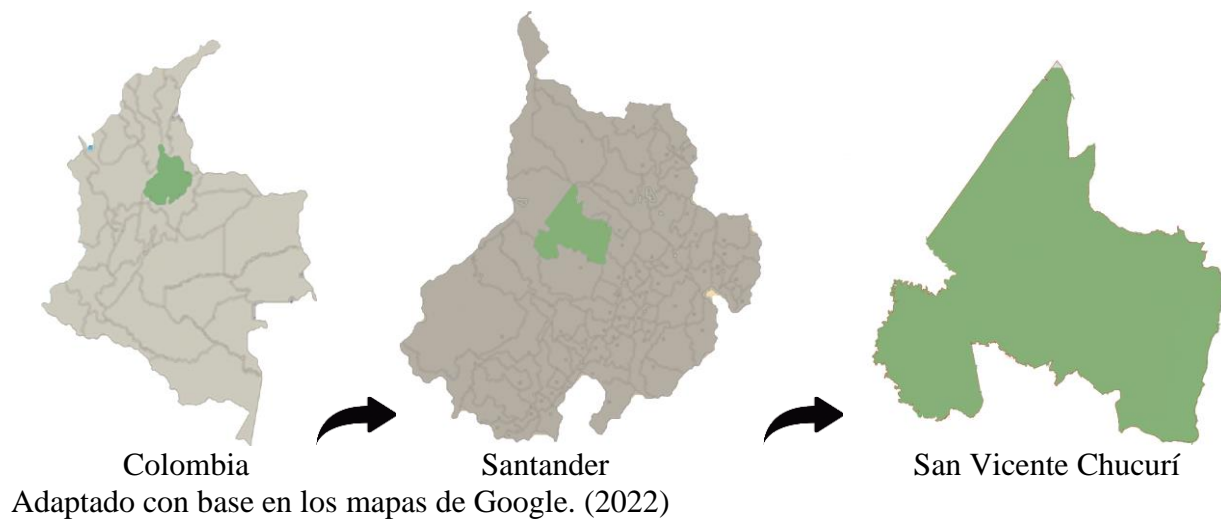 Colombia Santander San Vicente Chucurí
Adaptado con base en los mapas de Google. (2022)